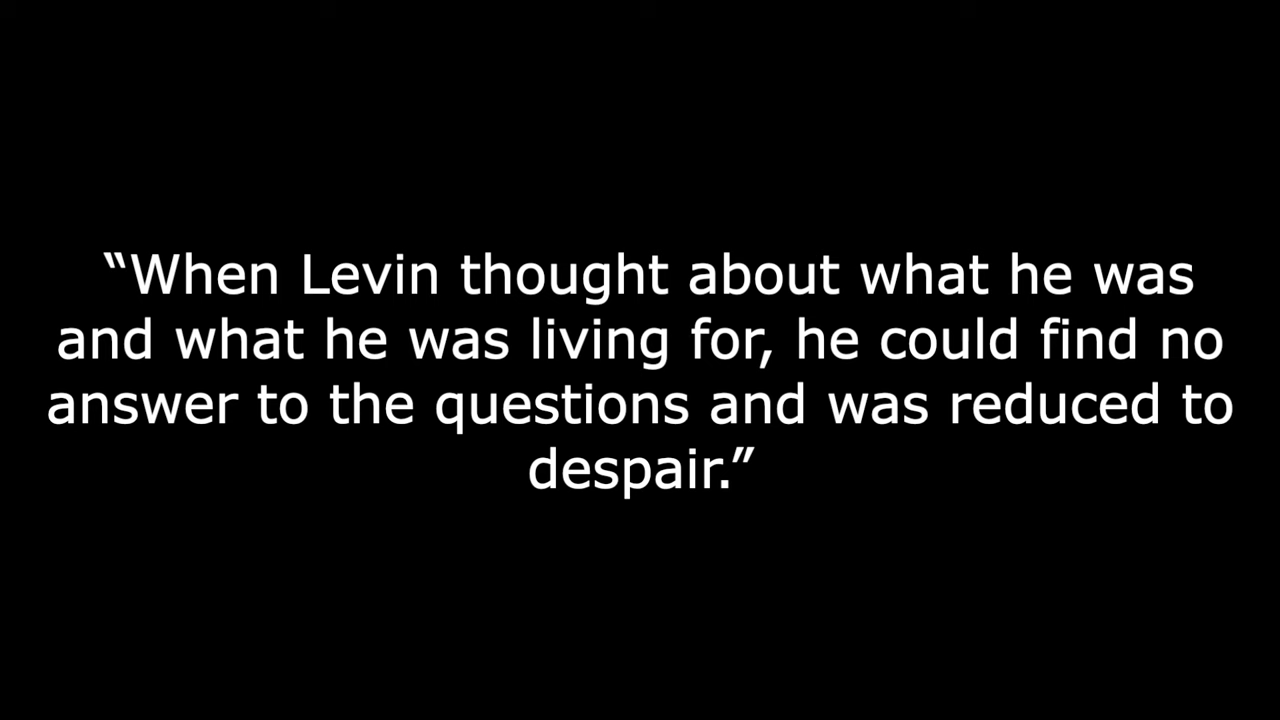 “When Levin thought about what he was
and what he was living for, he could find no
answer to the questions and was reduced to
despair.”